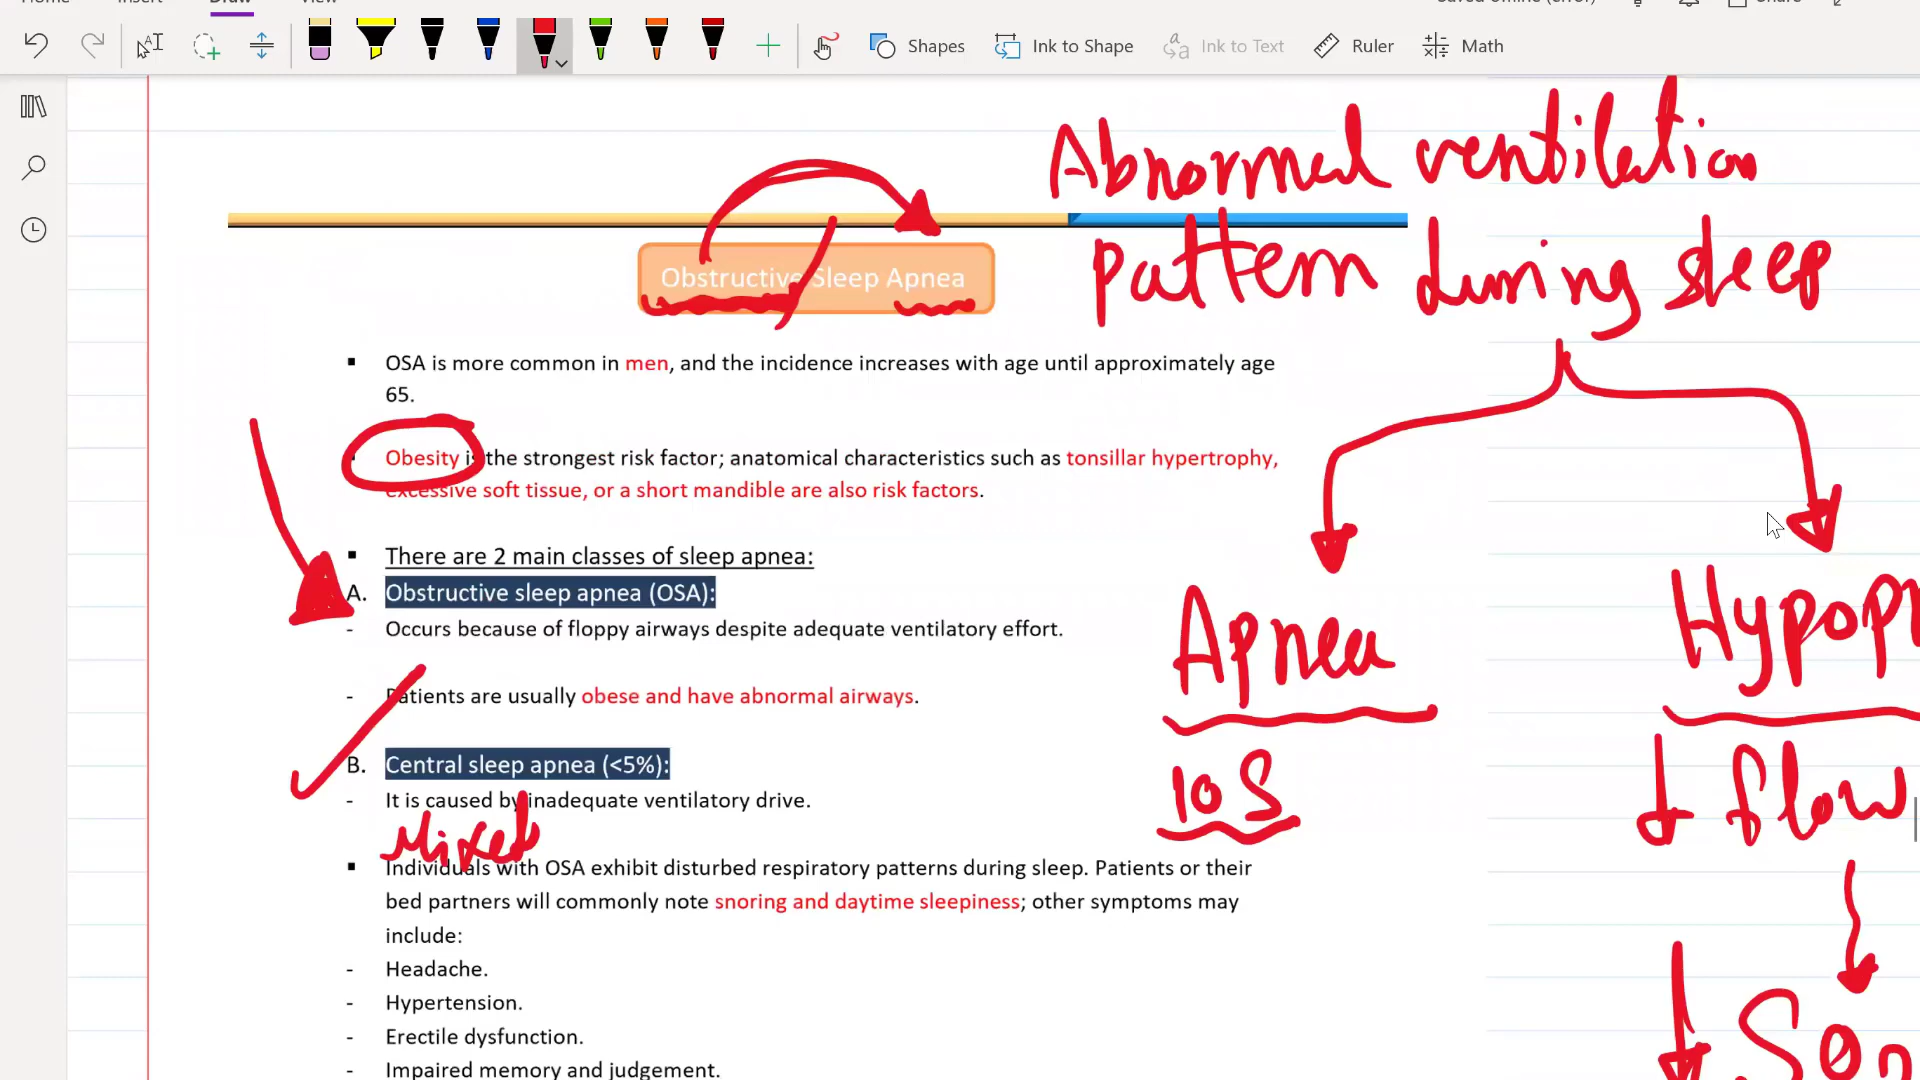 Draw
Shapes
Ink to Shape
Ink to Text
Ruler
Math
Abnormal ventilation
pattern during sleep
Obstructive Sleep Apnea
▪ OSA is more common in men, and the incidence increases with age until approximately age
65.
Obesity is the strongest risk factor; anatomical characteristics such as tonsillar hypertrophy,
excessive soft tissue, or a short mandible are also risk factors.
▪ There are 2 main classes of sleep apnea:
A. Obstructive sleep apnea (OSA):
- Occurs because of floppy airways despite adequate ventilatory effort.
- Patients are usually obese and have abnormal airways.
B. Central sleep apnea (<5%):
- It is caused by inadequate ventilatory drive.
Mixed
▪ Individuals with OSA exhibit disturbed respiratory patterns during sleep. Patients or their
bed partners will commonly note snoring and daytime sleepiness; other symptoms may
include:
- Headache.
- Hypertension.
- Erectile dysfunction.
- Impaired memory and judgement.
Apnea
10 S
Hypopn
↓ flow
↓ So2